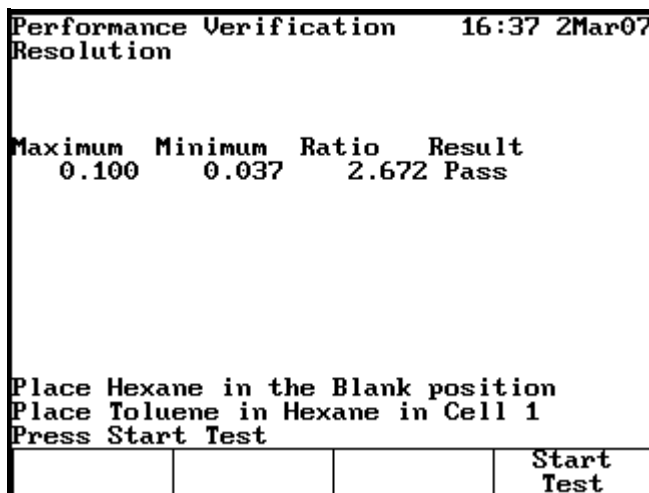 Performance Verification 16:37 2Mar07
Resolution
Maximum Minimum Ratio Result
0.100 0.037 2.672 Pass
Place Hexane in the Blank position
Place Toluene in Hexane in Cell 1
Press Start Test
Start
Test